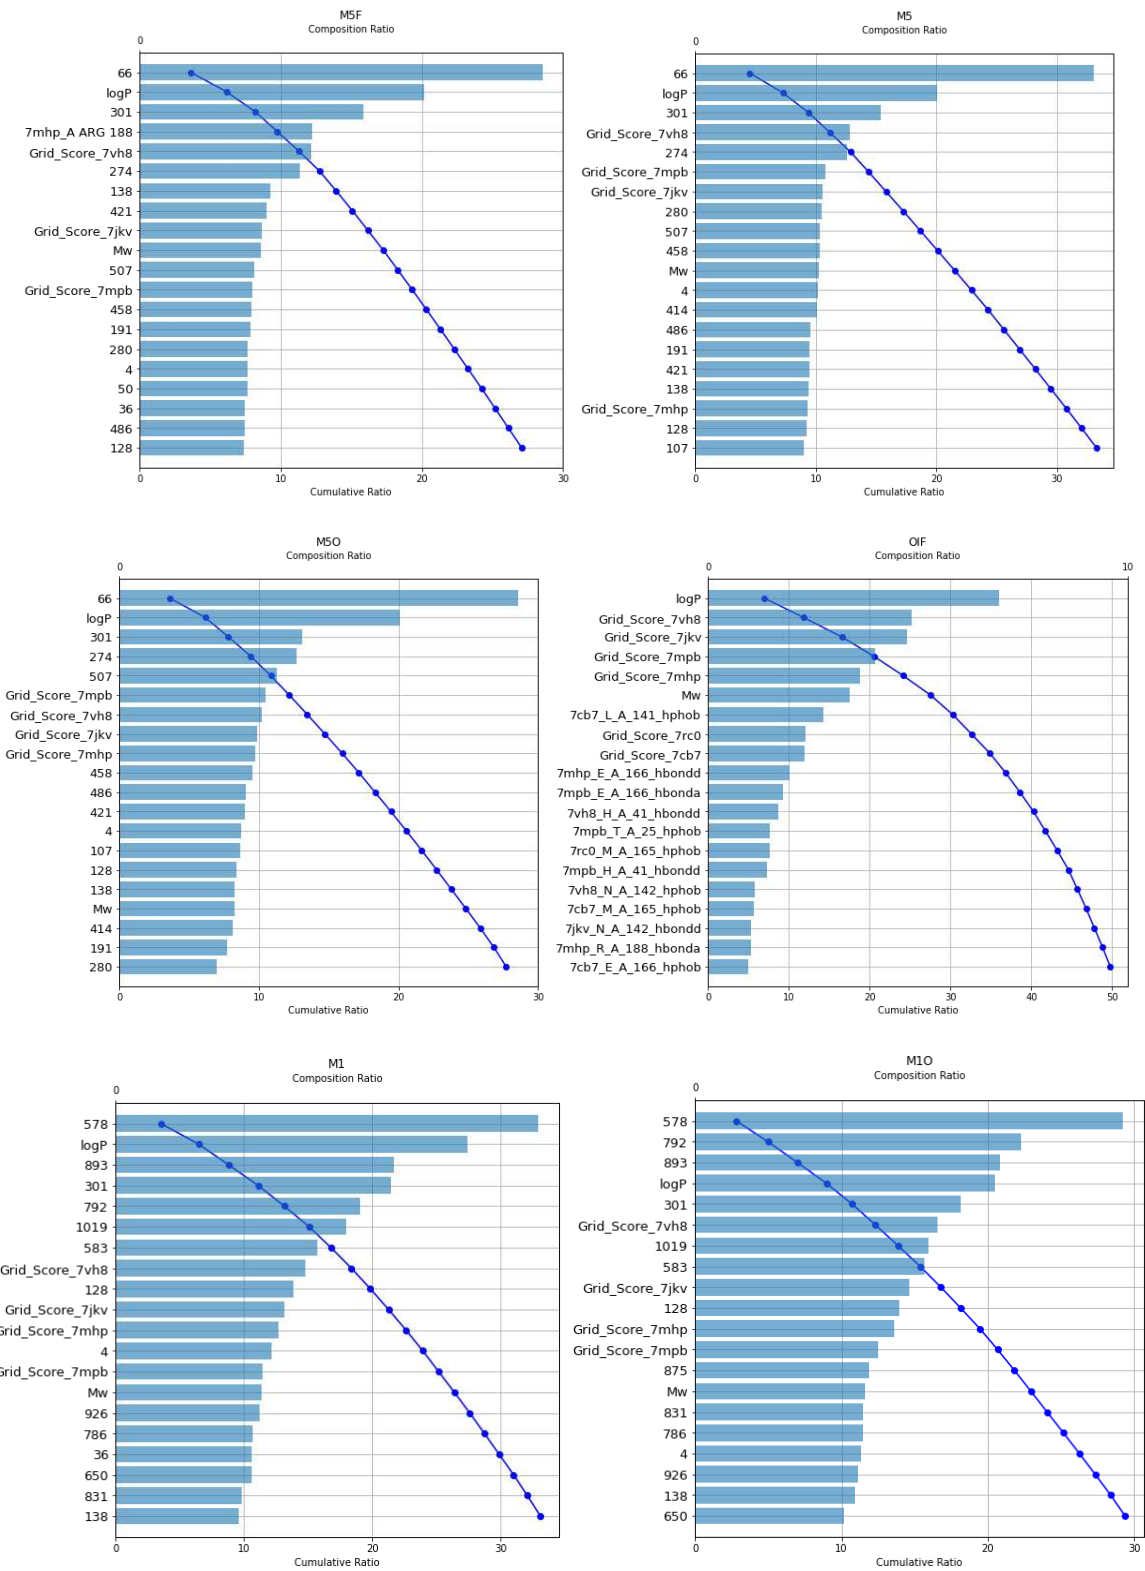 M5F
Composition Ratio
0
66
logP
301
7mhp_A ARG 188
Grid_Score_7vh8
274
138
421
Grid_Score_7jkv
Mw
507
Grid_Score_7mpb
458
191
280
4
50
36
486
128
0 10 20 30
Cumulative Ratio
M5
Composition Ratio
0
66
logP
301
Grid_Score_7vh8
274
Grid_Score_7mpb
Grid_Score_7jkv
280
507
458
Mw
4
414
486
191
421
138
Grid_Score_7mhp
128
107
0 10 20 30
Cumulative Ratio
M5O
Composition Ratio
0
66
logP
301
274
507
Grid_Score_7mpb
Grid_Score_7vh8
Grid_Score_7jkv
Grid_Score_7mhp
458
486
421
4
107
128
138
Mw
414
191
280
0 10 20 30
Cumulative Ratio
OIF
Composition Ratio
0 10
logP
Grid_Score_7vh8
Grid_Score_7jkv
Grid_Score_7mpb
Grid_Score_7mhp
Mw
7cb7_L_A_141_hphob
Grid_Score_7rc0
Grid_Score_7cb7
7mhp_E_A_166_hbondd
7mpb_E_A_166_hbonda
7vh8_H_A_41_hbondd
7mpb_T_A_25_hphob
7rc0_M_A_165_hphob
7mpb_H_A_41_hbondd
7vh8_N_A_142_hphob
7cb7_M_A_165_hphob
7jkv_N_A_142_hbondd
7mhp_R_A_188_hbonda
7cb7_E_A_166_hphob
0 10 20 30 40 50
Cumulative Ratio
M1
Composition Ratio
0
578
logP
893
301
792
1019
583
Grid_Score_7vh8
128
Grid_Score_7jkv
Grid_Score_7mhp
4
Grid_Score_7mpb
Mw
926
786
36
650
831
138
0 10 20 30
Cumulative Ratio
M1O
Composition Ratio
0
578
792
893
logP
301
Grid_Score_7vh8
1019
583
Grid_Score_7jkv
128
Grid_Score_7mhp
Grid_Score_7mpb
875
Mw
831
786
4
926
138
650
0 10 20 30
Cumulative Ratio